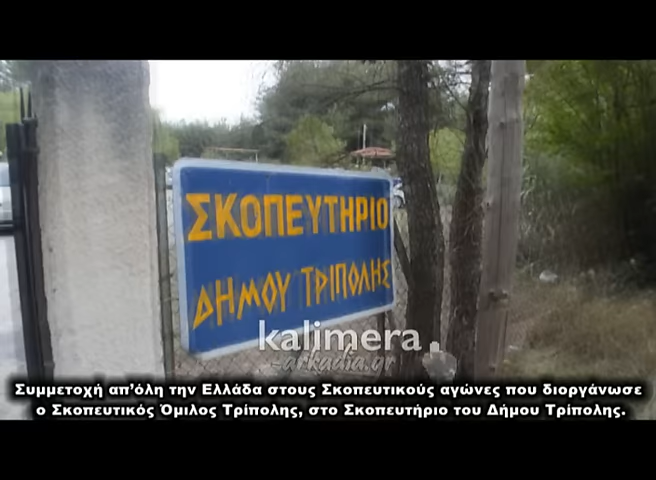 ΣΚΟΠΕΥΤΗΡΙΟ
ΔΗΜΟΥ ΤΡΙΠΟΛΗΣ
kalimera
-arkadia.gr
Συμμετοχή απ'όλη την Ελλάδα στους Σκοπευτικούς αγώνες που διοργάνωσε
ο Σκοπευτικός Όμιλος Τρίπολης, στο Σκοπευτήριο του Δήμου Τρίπολης.